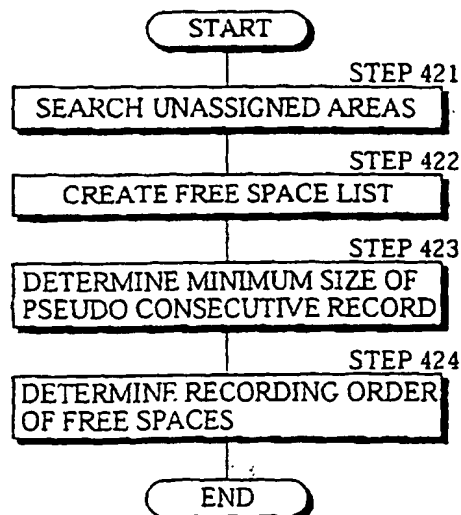 START
STEP 421
SEARCH UNASSIGNED AREAS
STEP 422
CREATE FREE SPACE LIST
STEP 423
DETERMINE MINIMUM SIZE OF
PSEUDO CONSECUTIVE RECORD
STEP 424
DETERMINE RECORDING ORDER
OF FREE SPACES
END